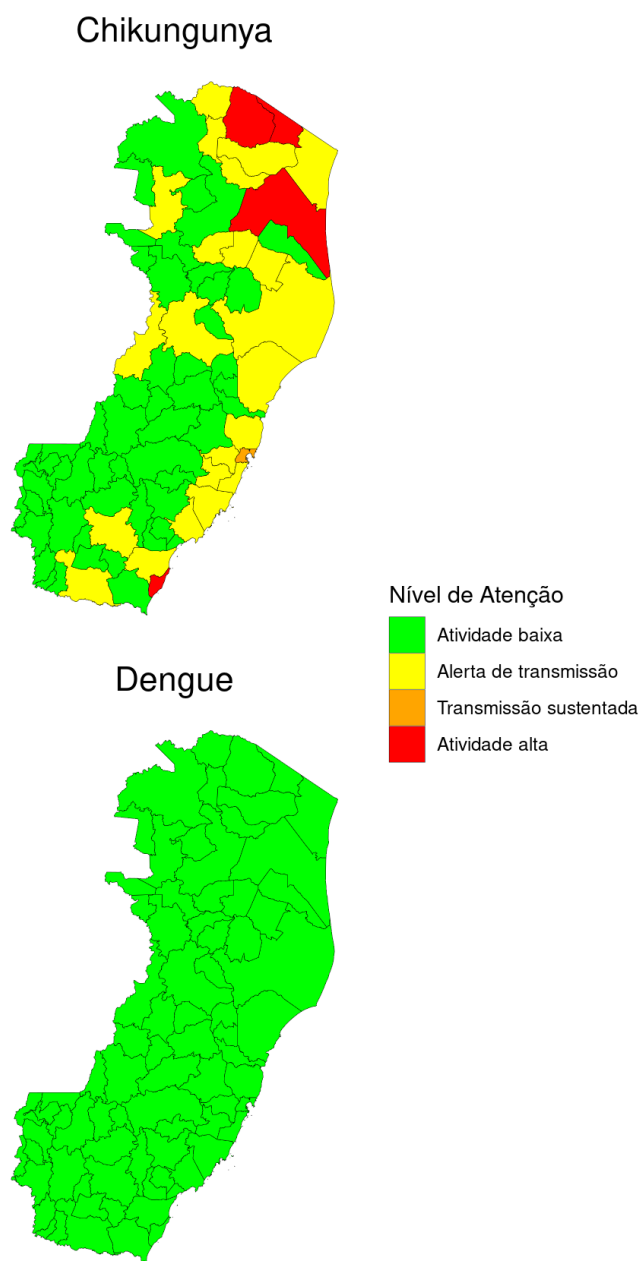 Chikungunya
Nível de Atenção
Atividade baixa
Alerta de transmissão
Transmissão sustentada
Atividade alta
Dengue